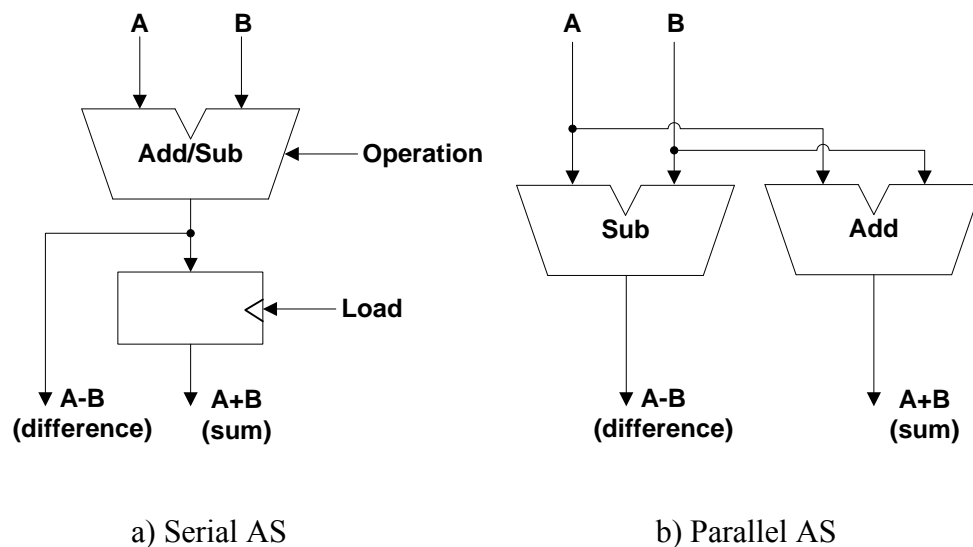 A
B
Add/Sub
Operation
Load
A-B
(difference)
A+B
(sum)
a) Serial AS
A
B
Sub
Add
A-B
(difference)
A+B
(sum)
b) Parallel AS